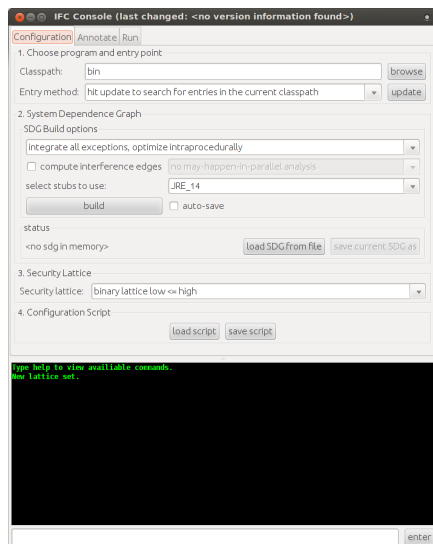 IFC Console (last changed: <no version information found>)
Configuration Annotate Run
1. Choose program and entry point
Classpath: bin browse
Entry method: hit update to search for entries in the current classpath update
2. System Dependence Graph
SDG Build options
integrate all exceptions, optimize intraprocedurally
compute interference edges no may-happen-in-parallel analysis
select stubs to use: JRE_14
build auto-save
status
<no sdg in memory> load SDG from file save current SDG as
3. Security Lattice
Security lattice: binary lattice low <= high
4. Configuration Script
load script save script
Type help to view availiable commands.
New lattice set.
enter